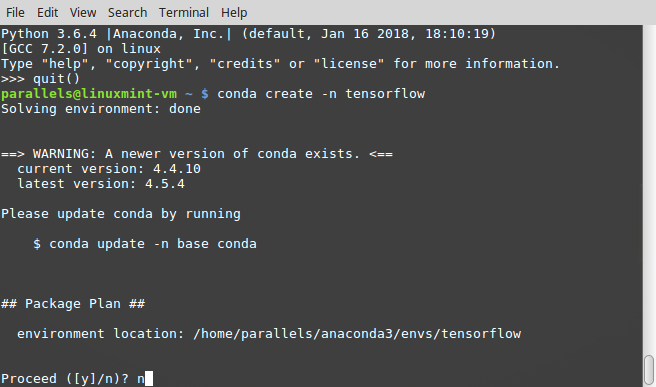 File Edit View Search Terminal Help
Python 3.6.4 |Anaconda, Inc.| (default, Jan 16 2018, 18:10:19)
[GCC 7.2.0] on linux
Type "help", "copyright", "credits" or "license" for more information.
>>> quit()
parallels@linuxmint-vm ~ $ conda create -n tensorflow
Solving environment: done
==> WARNING: A newer version of conda exists. <==
current version: 4.4.10
latest version: 4.5.4
Please update conda by running
$ conda update -n base conda
## Package Plan ##
environment location: /home/parallels/anaconda3/envs/tensorflow
Proceed ([y]/n)? n